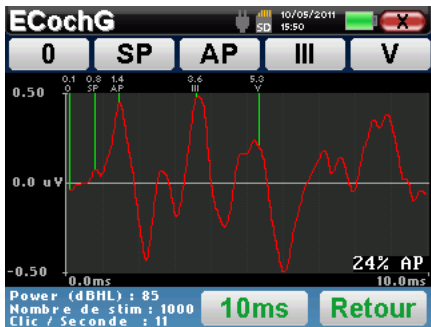 ECochG
SD
10/05/2011
15:50
X
0 SP AP III V
0.1 0.8 1.4 3.6 5.3
0 SP AP III V
0.50
0.0 uV
-0.50
24% AP
0.0ms 10.0ms
Power (dBHL) : 85
Nombre de stim : 1000
Clic / Seconde : 11
10ms
Retour